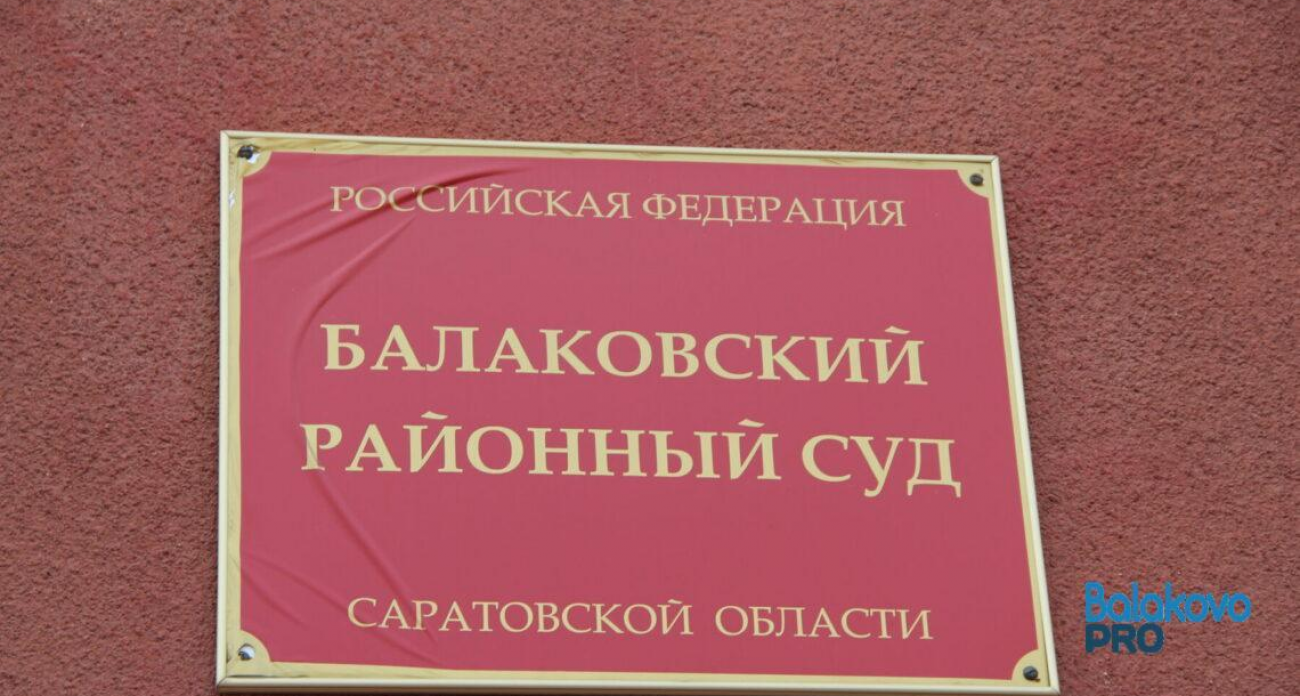 РОССИЙСКАЯ ФЕДЕРАЦИЯ
БАЛАКОВСКИЙ
РАЙОННЫЙ СУД
САРАТОВСКОЙ ОБЛАСТИ
Balakovo
PRO